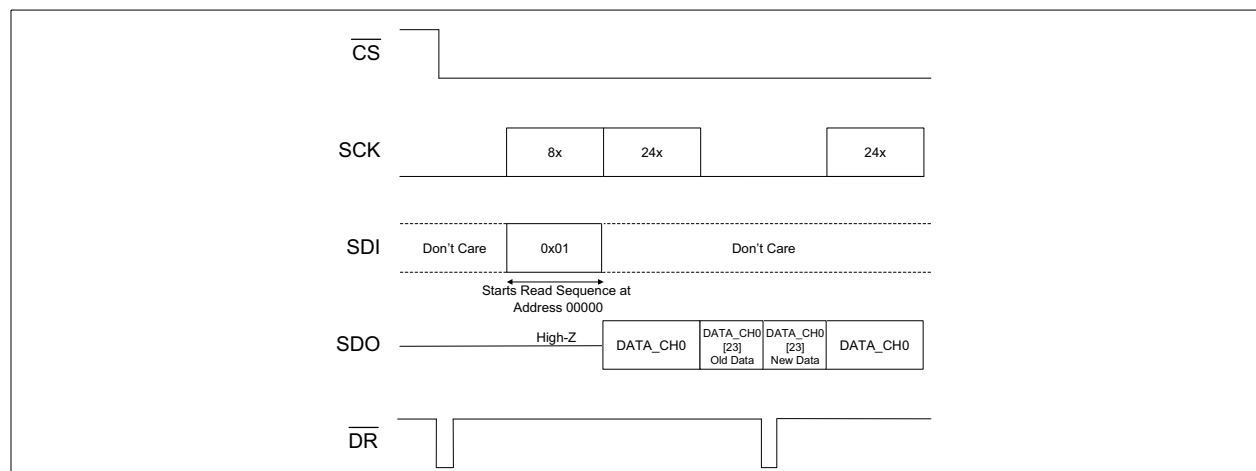 CS
SCK
8x
24x
24x
SDI
Don't Care
0x01
Don't Care
Starts Read Sequence at
Address 00000
SDO
High-Z
DATA_CH0
DATA_CH0
[23]
Old Data
DATA_CH0
[23]
New Data
DATA_CH0
DR